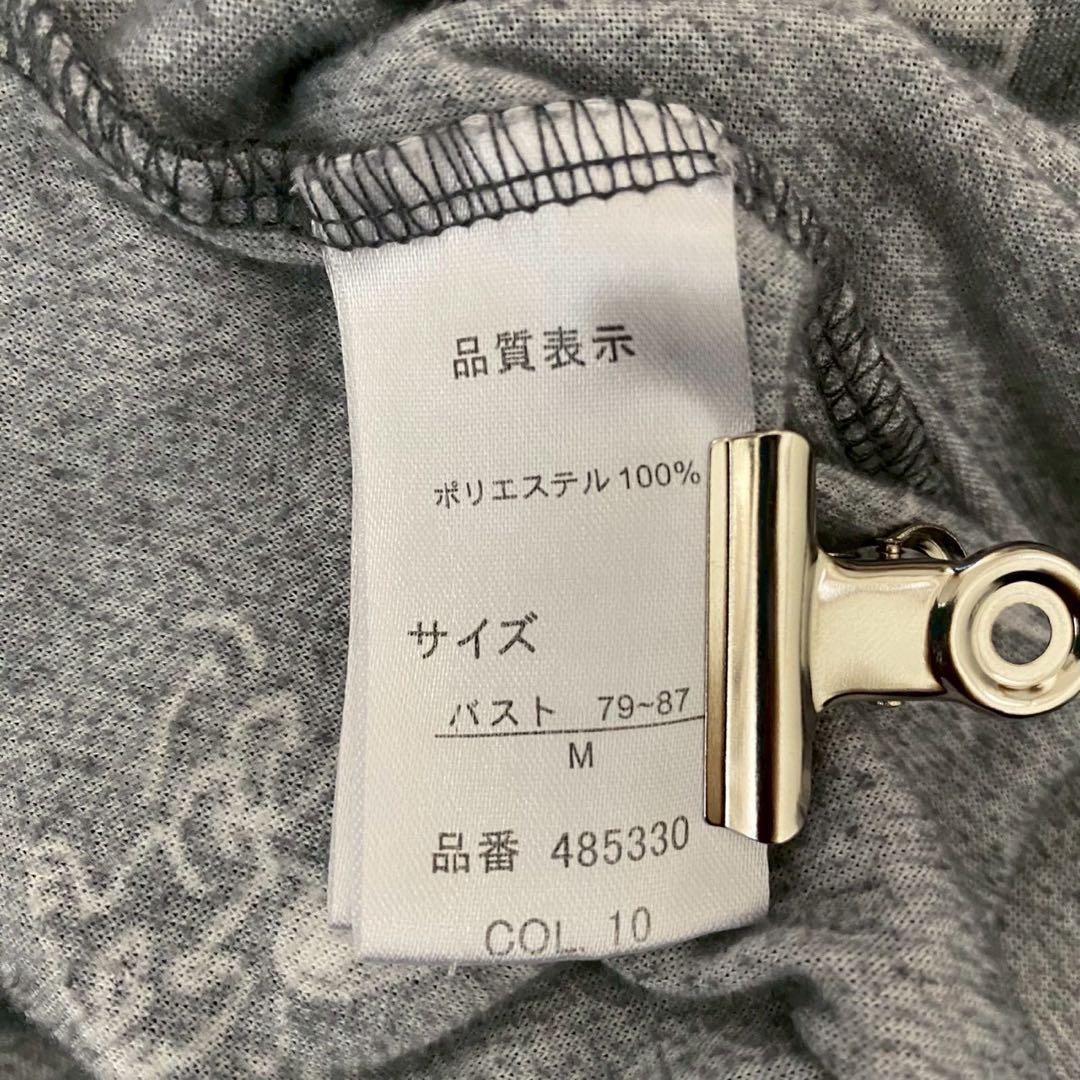 品質表示
ポリエステル100%
サイズ
バスト 79~87
M
品番 485330
COL. 10